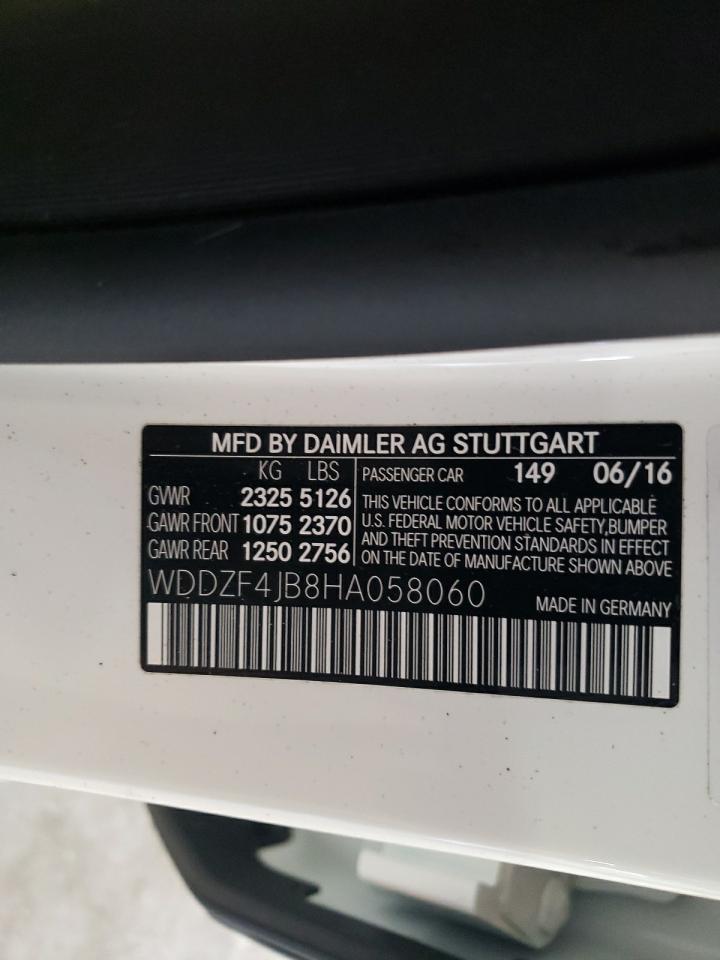 MFD BY DAIMLER AG STUTTGART
KG LBS
GVWR 2325 5126
GAWR FRONT 1075 2370
GAWR REAR 1250 2756
PASSENGER CAR 149 06/16
THIS VEHICLE CONFORMS TO ALL APPLICABLE
U.S. FEDERAL MOTOR VEHICLE SAFETY,BUMPER
AND THEFT PREVENTION STANDARDS IN EFFECT
ON THE DATE OF MANUFACTURE SHOWN ABOVE
WDDZF4JB8HA058060
MADE IN GERMANY